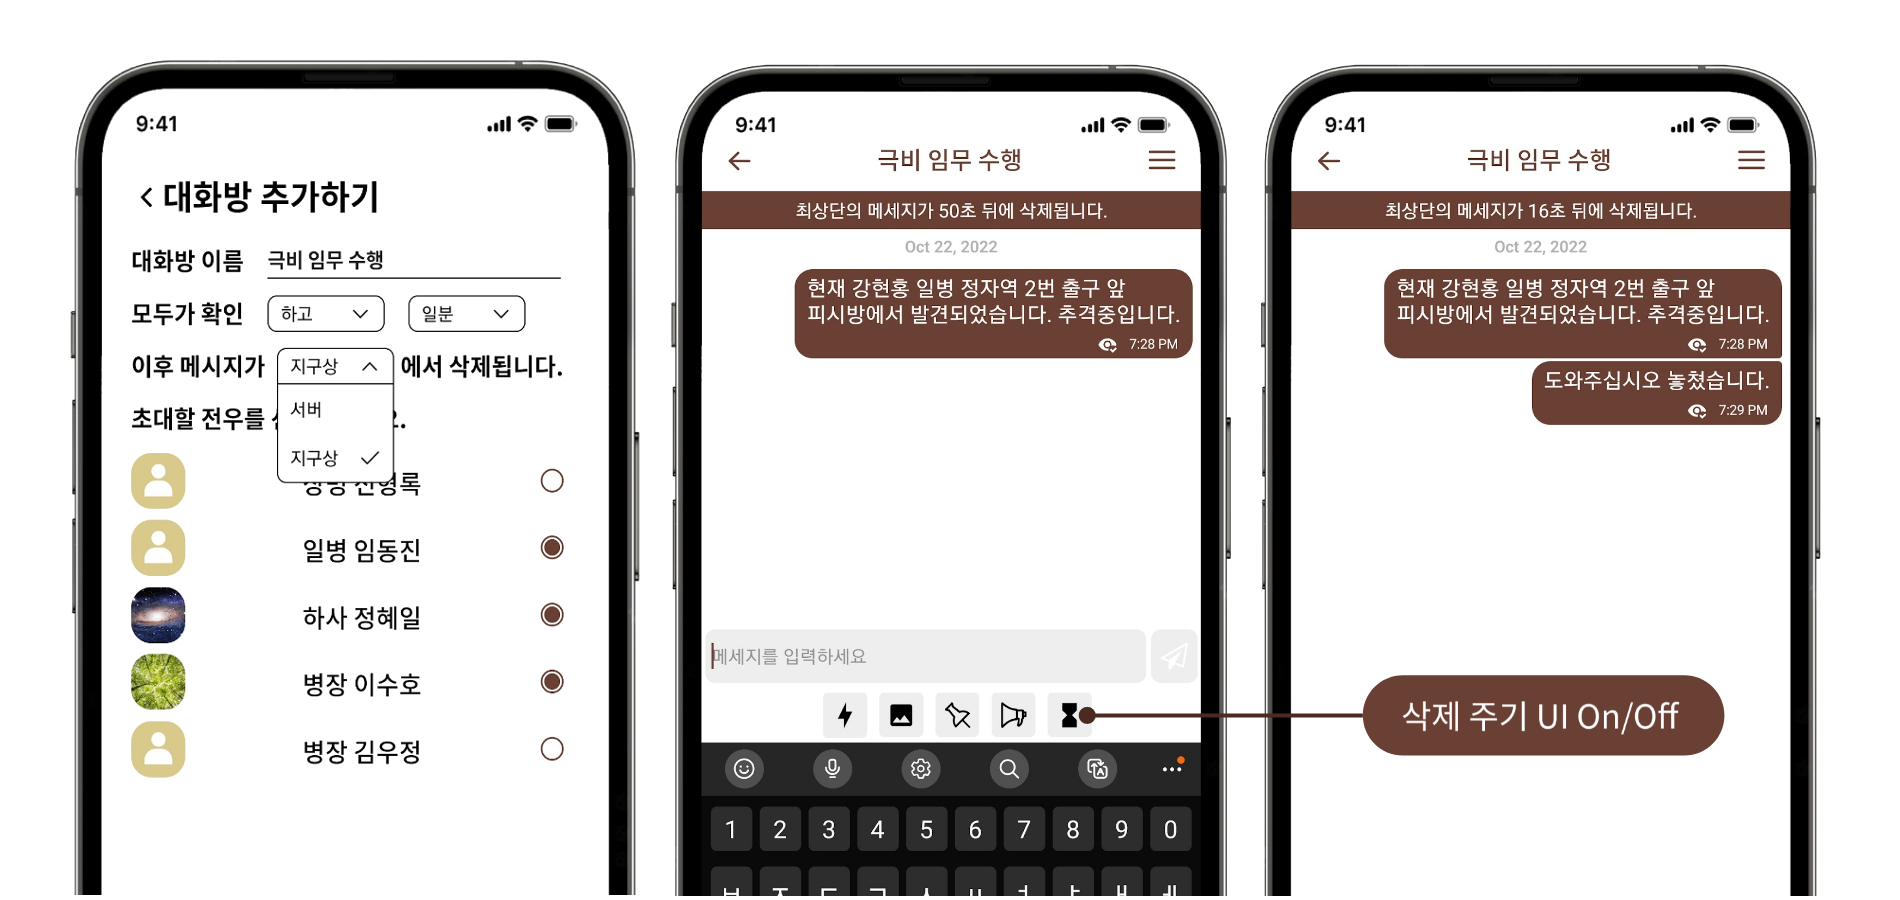 9:41
대화방 추가하기
대화방 이름 극비 임무 수행
모두가 확인 하고 일분
이후 메시지가 지구상 에서 삭제됩니다.
서버
지구상
초대할 전우를
일병 임동진
하사 정혜일
병장 이수호
병장 김우정
9:41
극비 임무 수행
최상단의 메세지가 50초 뒤에 삭제됩니다.
Oct 22, 2022
현재 강현홍 일병 정자역 2번 출구 앞
피시방에서 발견되었습니다. 추격중입니다.
7:28 PM
메세지를 입력하세요
1 2 3 4 5 6 7 8 9 0
9:41
극비 임무 수행
최상단의 메세지가 16초 뒤에 삭제됩니다.
Oct 22, 2022
현재 강현홍 일병 정자역 2번 출구 앞
피시방에서 발견되었습니다. 추격중입니다.
7:28 PM
도와주십시오 놓쳤습니다.
7:29 PM
삭제 주기 UI On/Off